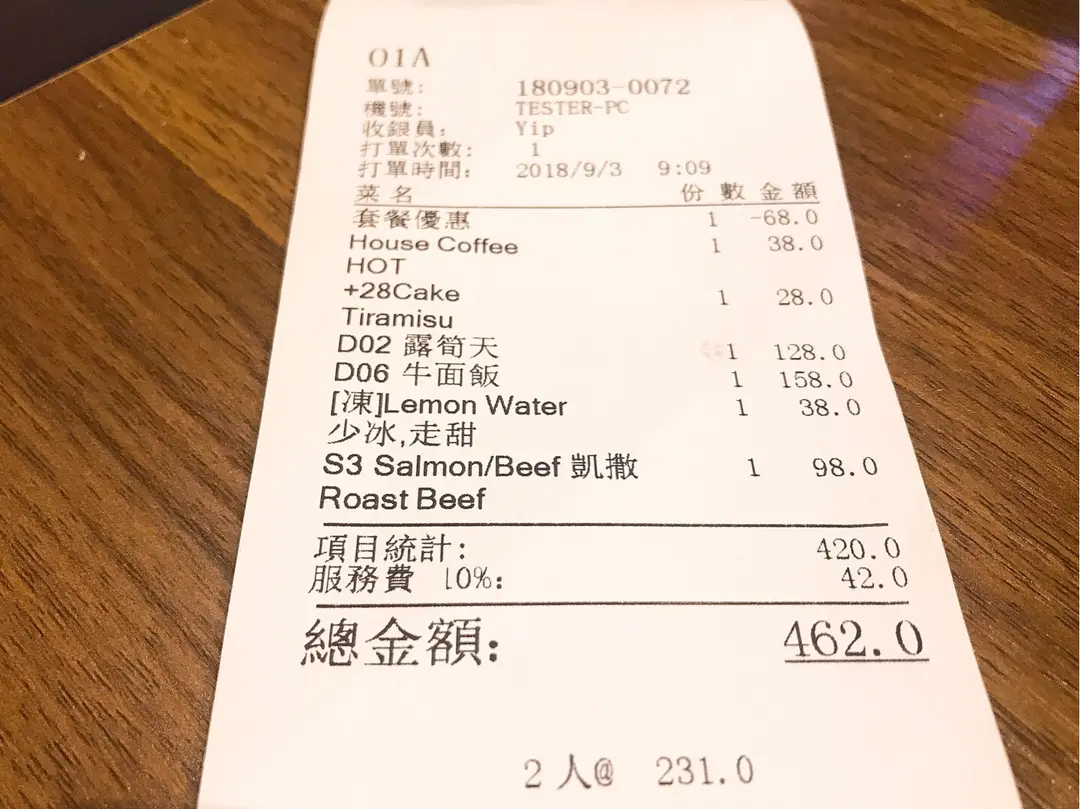 01A
單號: 180903-0072
機號: TESTER-PC
收銀員: Yip
打單次數: 1
打單時間: 2018/9/3 9:09
菜名 份數 金額
套餐優惠 1 -68.0
House Coffee 1 38.0
HOT
+28Cake 1 28.0
Tiramisu
D02 露筍天 1 128.0
D06 牛面飯 1 158.0
[凍]Lemon Water 1 38.0
少冰,走甜
S3 Salmon/Beef 凱撒 1 98.0
Roast Beef
項目統計: 420.0
服務費 10%: 42.0
總金額: 462.0
2人@ 231.0